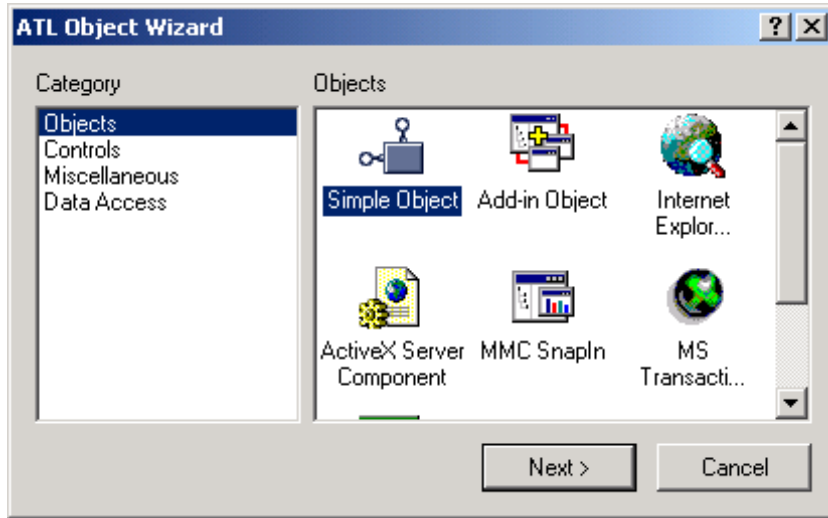 ATL Object Wizard
Category
Objects
Objects
Controls
Miscellaneous
Data Access
Simple Object
Add-in Object
Internet
Explor...
ActiveX Server
Component
MMC SnapIn
MS
Transacti...
Next >
Cancel